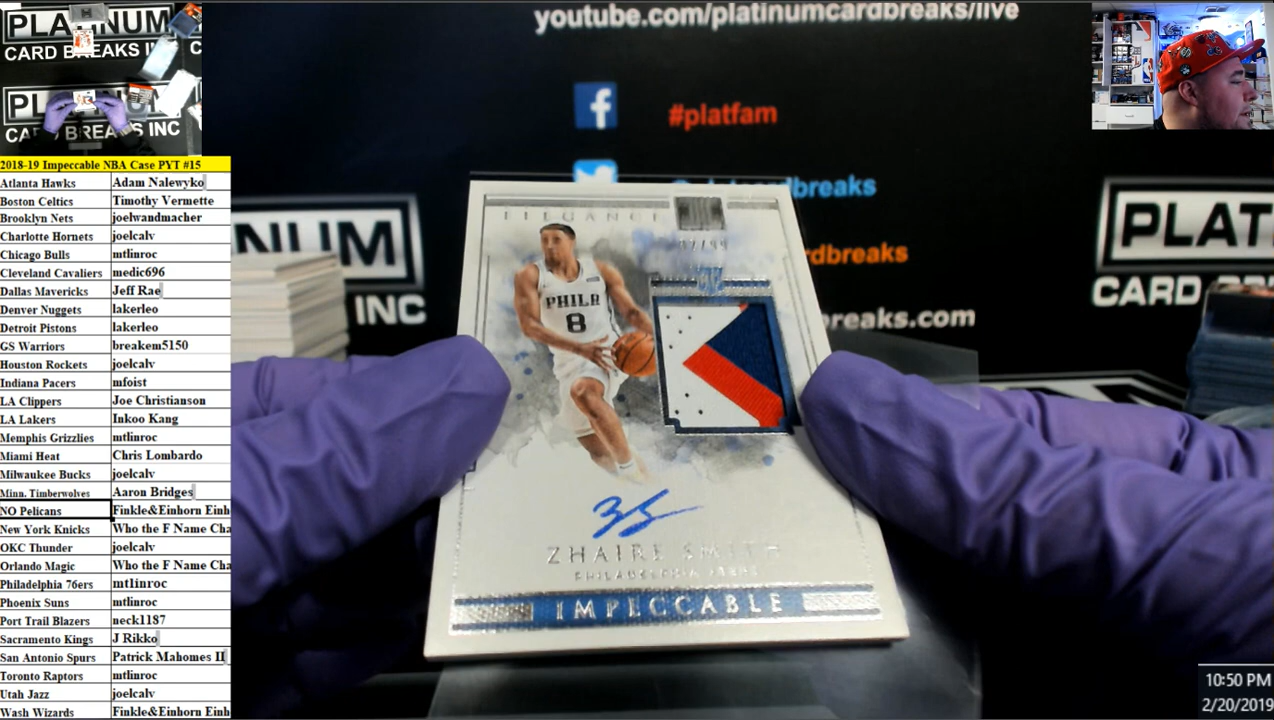 PLATINUM
CARD BREAKS INC
C
PLATINUM
CARD BREAKS INC
youtube.com/platinumcardbreaks/live
#platfam
2018-19 Impeccable NBA Case PYT #15
Atlanta Hawks Adam Nalewyko
Boston Celtics Timothy Vermette
Brooklyn Nets joelwandmacher
Charlotte Hornets joelcalv
Chicago Bulls mtlinroc
Cleveland Cavaliers medic696
Dallas Mavericks Jeff Rae
Denver Nuggets lakerleo
Detroit Pistons lakerleo
GS Warriors breakem5150
Houston Rockets joelcalv
Indiana Pacers mfoist
LA Clippers Joe Christianson
LA Lakers Inkoo Kang
Memphis Grizzlies mtlinroc
Miami Heat Chris Lombardo
Milwaukee Bucks joelcalv
Minn. Timberwolves Aaron Bridges
NO Pelicans Finkle&Einhorn Einh
New York Knicks Who the F Name Cha
OKC Thunder joelcalv
Orlando Magic Who the F Name Cha
Philadelphia 76ers mtlinroc
Phoenix Suns mtlinroc
Port Trail Blazers neck1187
Sacramento Kings J Rikko
San Antonio Spurs Patrick Mahomes II
Toronto Raptors mtlinroc
Utah Jazz joelcalv
Wash Wizards Finkle&Einhorn Einh
NUM
INC
cardbreaks
rdbreaks
reaks.com
PLAT
CARD
ELEGANCE
PHILA
8
ZHAIRE SMITH
PHILADELPHIA 76ERS
IMPECCABLE
10:50 PM
2/20/2019